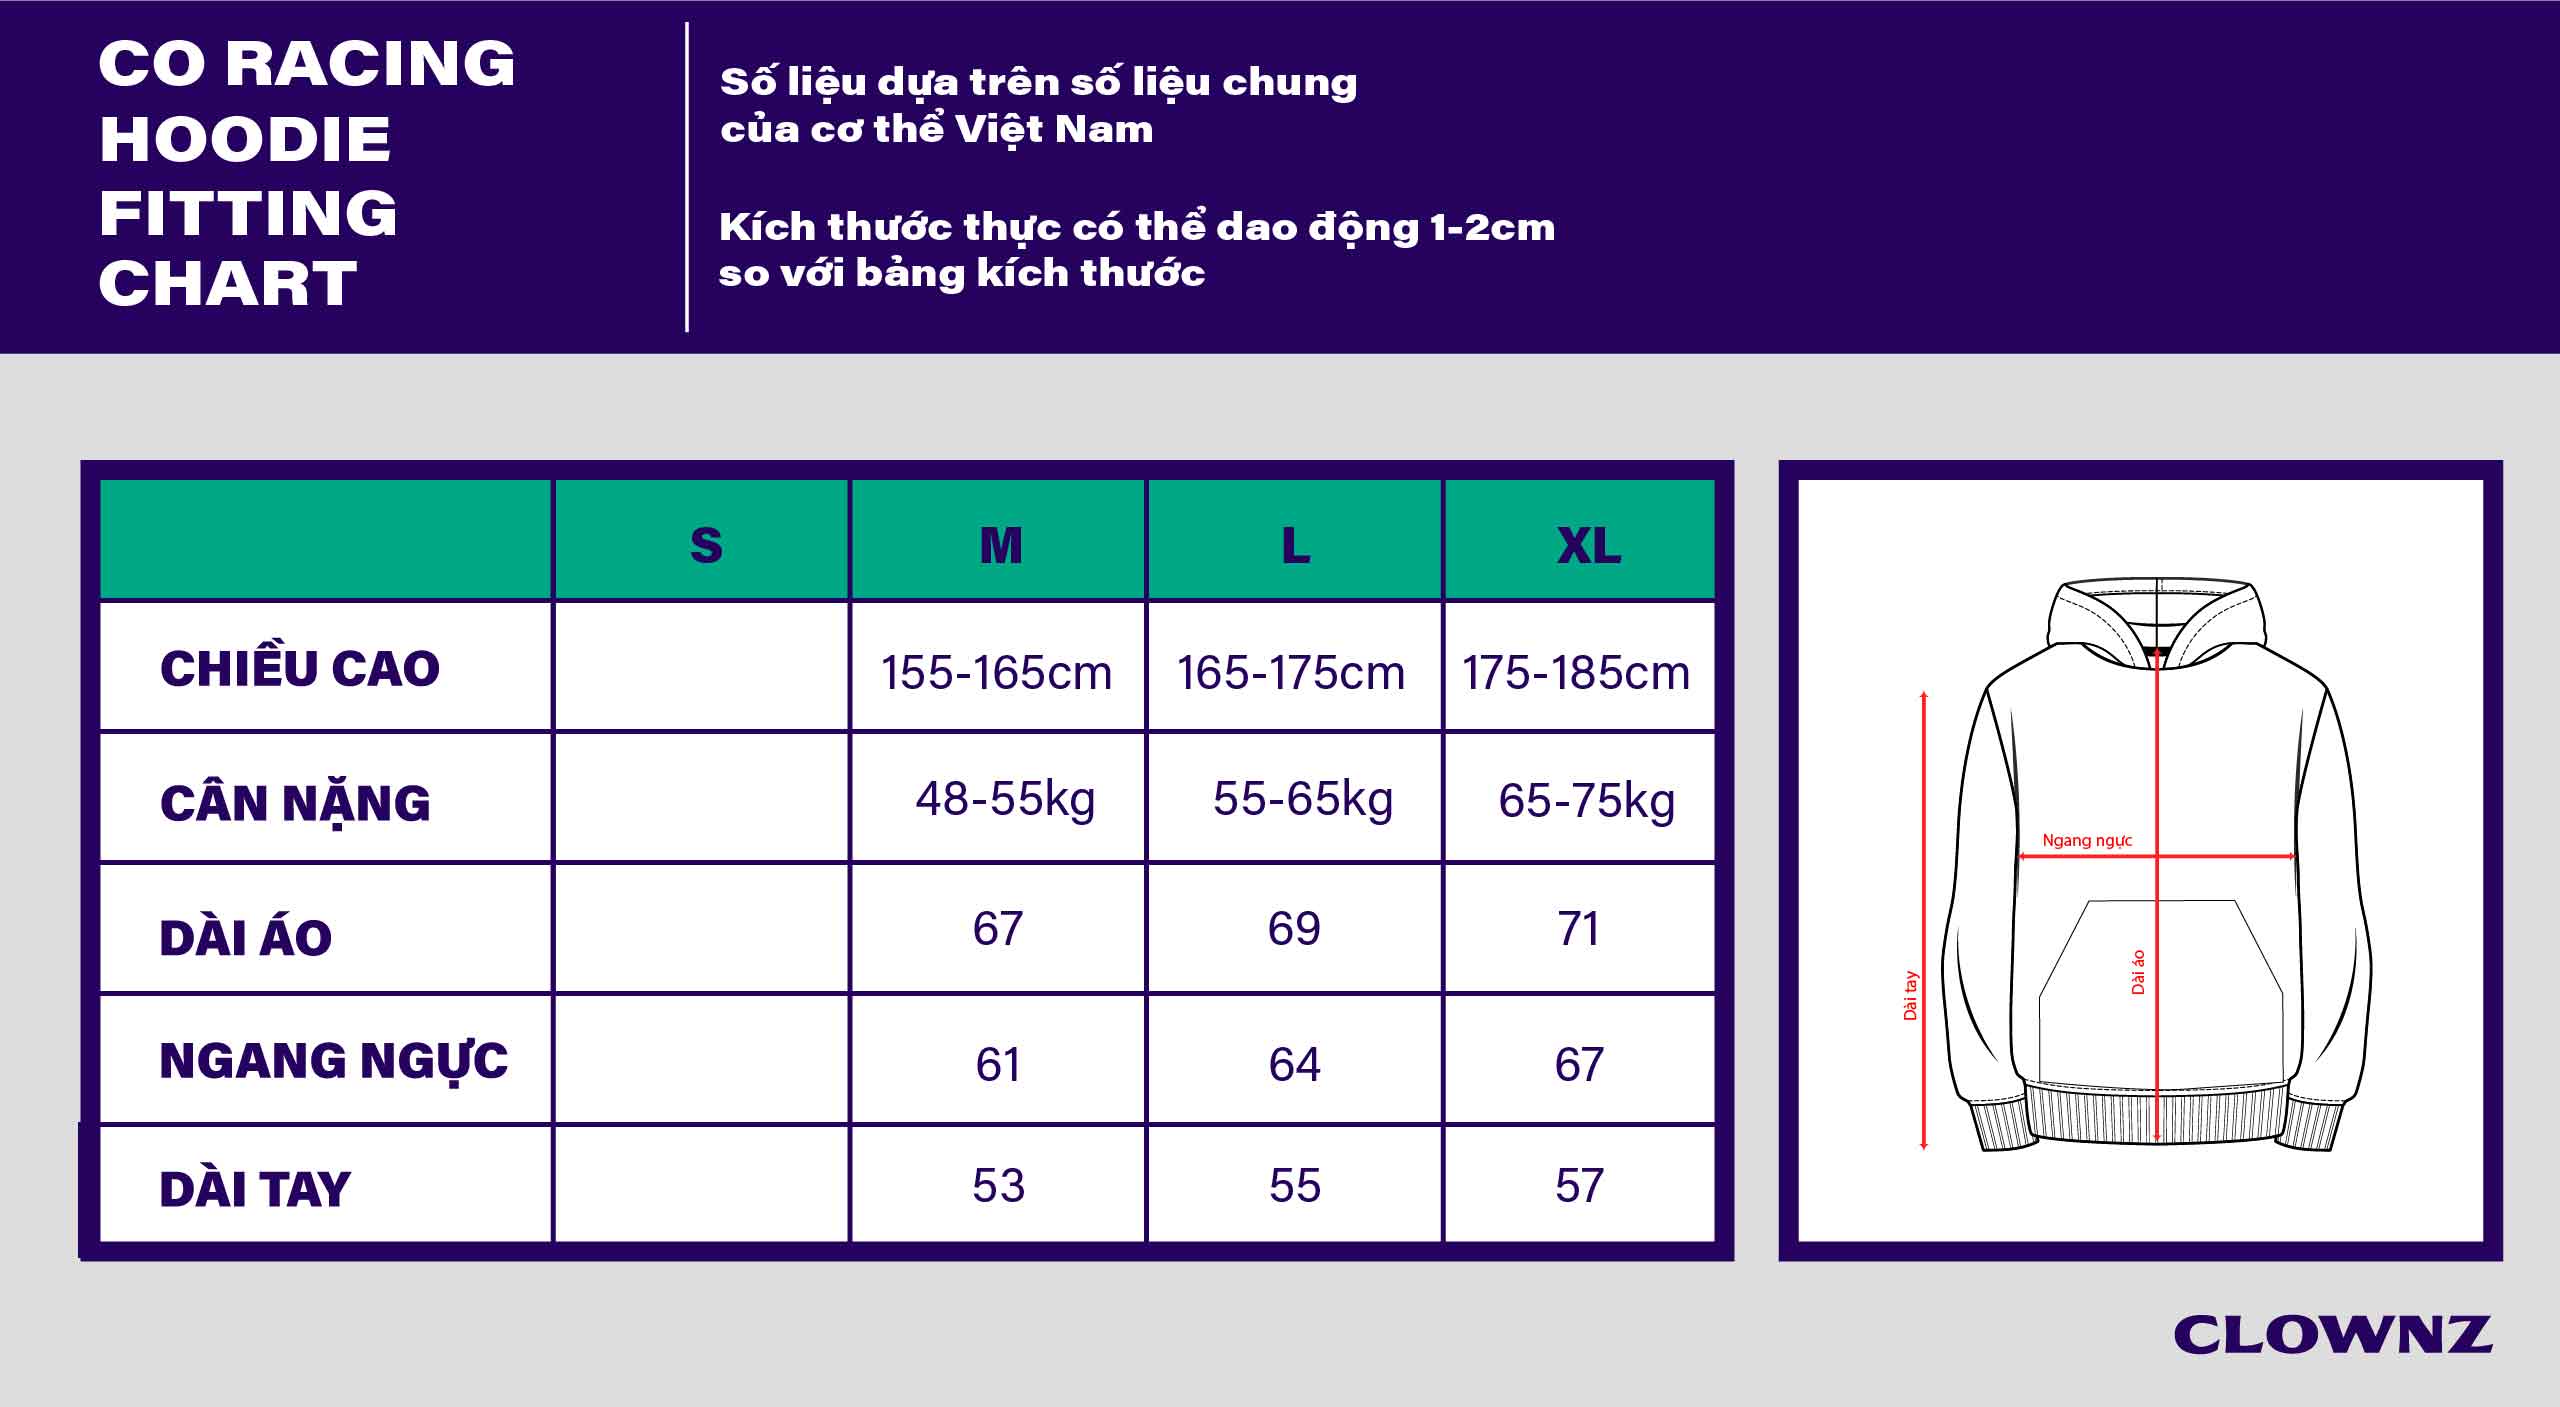 CO RACING
HOODIE
FITTING
CHART
Số liệu dựa trên số liệu chung
của cơ thể Việt Nam
Kích thước thực có thể dao động 1-2cm
so với bảng kích thước
S M L XL
CHIỀU CAO 155-165cm 165-175cm 175-185cm
CÂN NẶNG 48-55kg 55-65kg 65-75kg
DÀI ÁO 67 69 71
NGANG NGỰC 61 64 67
DÀI TAY 53 55 57
Ngang ngực
Dài áo
Dài tay
CLOWNZ